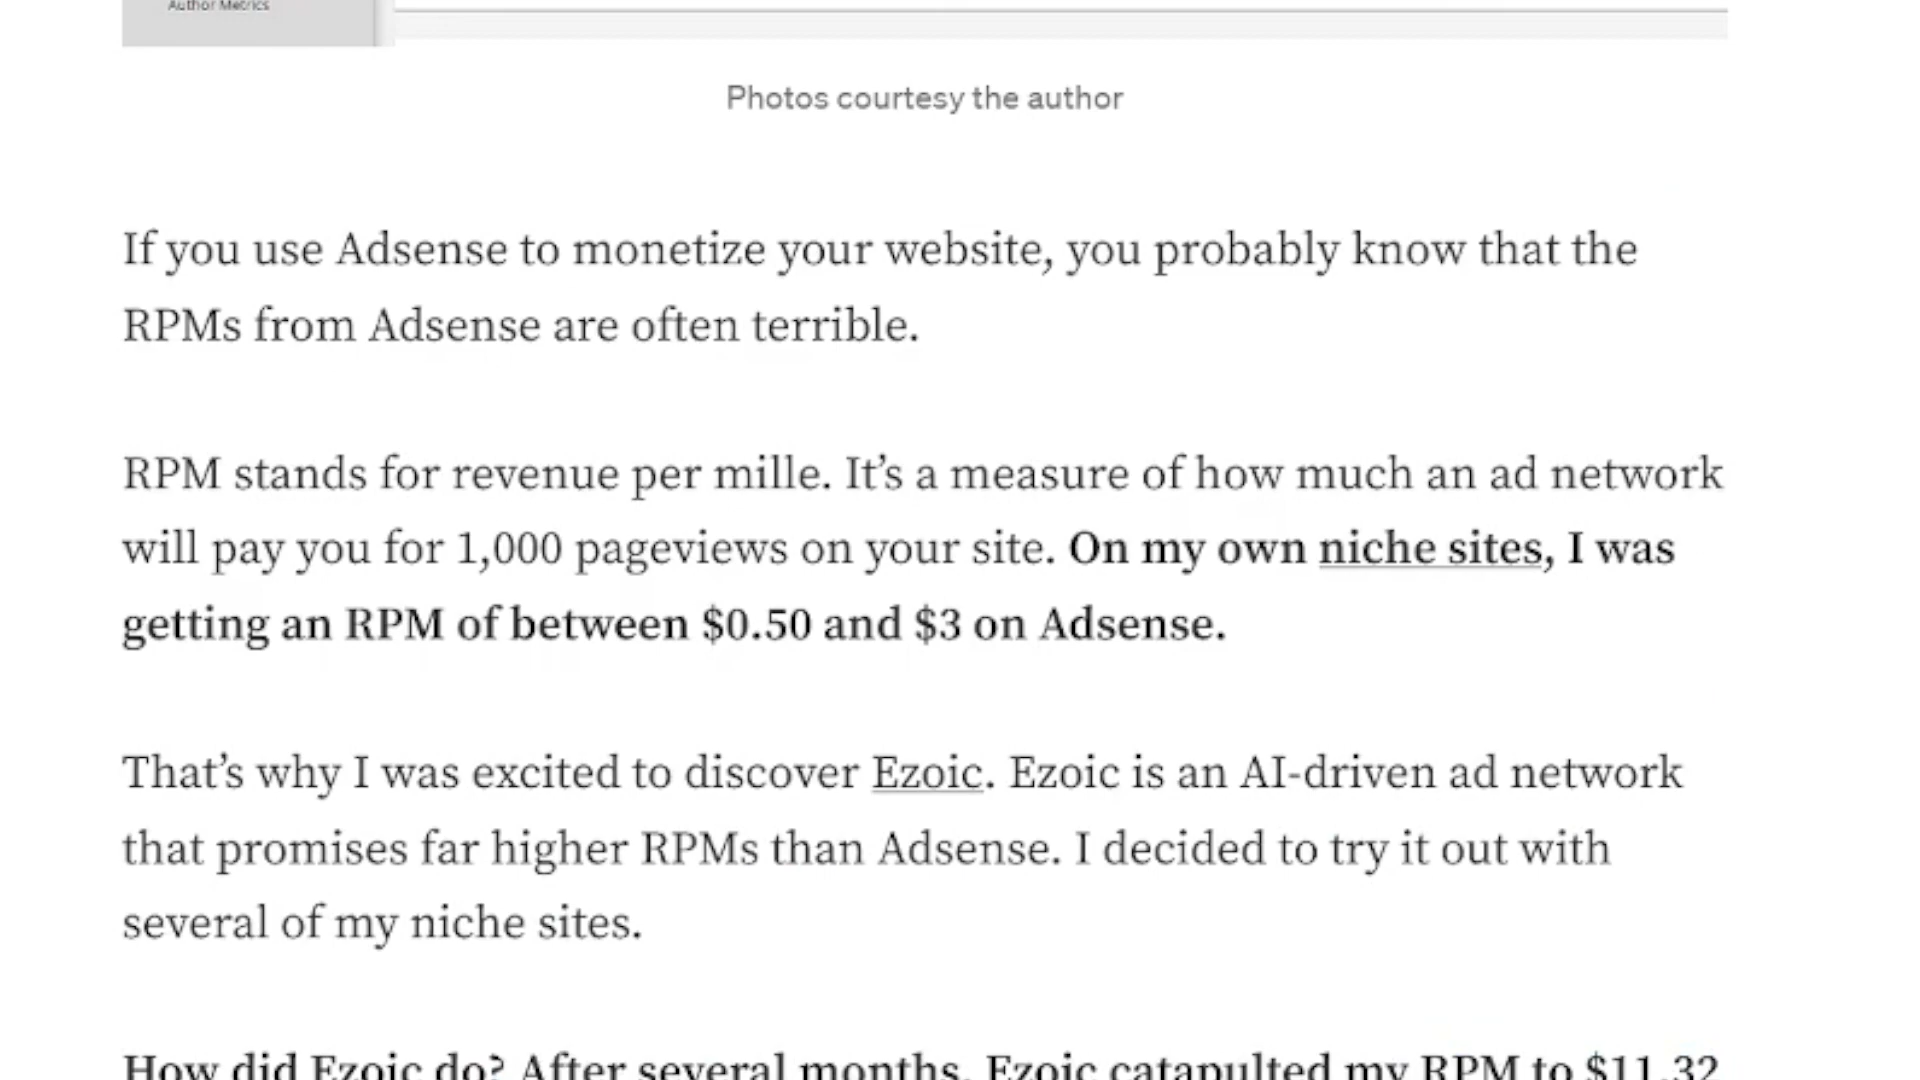 Author Metrics
Photos courtesy the author
If you use Adsense to monetize your website, you probably know that the
RPMs from Adsense are often terrible.
RPM stands for revenue per mille. It’s a measure of how much an ad network
will pay you for 1,000 pageviews on your site. On my own niche sites, I was
getting an RPM of between $0.50 and $3 on Adsense.
That’s why I was excited to discover Ezoic. Ezoic is an AI-driven ad network
that promises far higher RPMs than Adsense. I decided to try it out with
several of my niche sites.
How did Ezoic do? After several months, Ezoic catapulted my RPM to $11.32